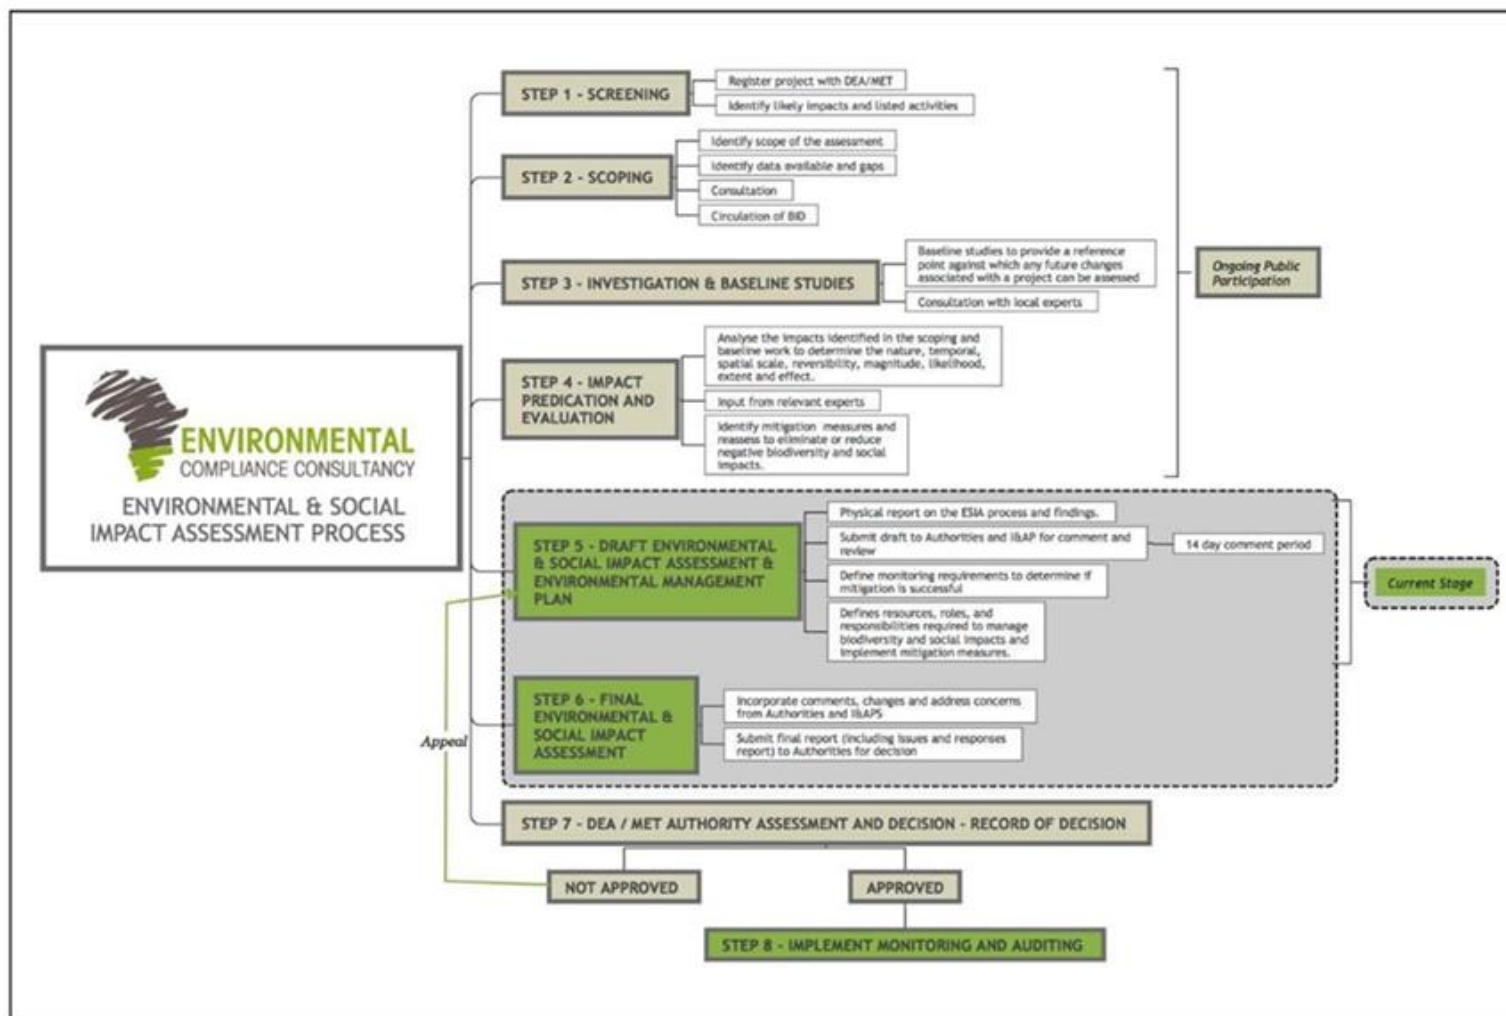 ENVIRONMENTAL
COMPLIANCE CONSULTANCY
ENVIRONMENTAL & SOCIAL
IMPACT ASSESSMENT PROCESS
STEP 1 - SCREENING
Register project with DEA/MET
Identify likely impacts and listed activities
STEP 2 - SCOPING
Identify scope of the assessment
Identify data available and gaps
Consultation
Circulation of BID
STEP 3 - INVESTIGATION & BASELINE STUDIES
Baseline studies to provide a reference
point against which any future changes
associated with a project can be assessed
Consultation with local experts
Ongoing Public
Participation
STEP 4 - IMPACT
PREDICATION AND
EVALUATION
Analyse the impacts identified in the scoping and
baseline work to determine the nature, temporal,
spatial scale, reversibility, magnitude, likelihood,
extent and effect.
Input from relevant experts
Identify mitigation measures and
reassess to eliminate or reduce
negative biodiversity and social
impacts.
STEP 5 - DRAFT ENVIRONMENTAL
& SOCIAL IMPACT ASSESSMENT &
ENVIRONMENTAL MANAGEMENT
PLAN
Physical report on the ESIA process and findings.
Submit draft to Authorities and I&AP for comment and
review
14 day comment period
Define monitoring requirements to determine if
mitigation is successful
Defines resources, roles, and
responsibilities required to manage
biodiversity and social impacts and
implement mitigation measures.
Current Stage
STEP 6 - FINAL
ENVIRONMENTAL &
SOCIAL IMPACT
ASSESSMENT
Incorporate comments, changes and address concerns
from Authorities and I&APS
Submit final report (including issues and responses
report) to Authorities for decision
Appeal
STEP 7 - DEA / MET AUTHORITY ASSESSMENT AND DECISION - RECORD OF DECISION
NOT APPROVED
APPROVED
STEP 8 - IMPLEMENT MONITORING AND AUDITING